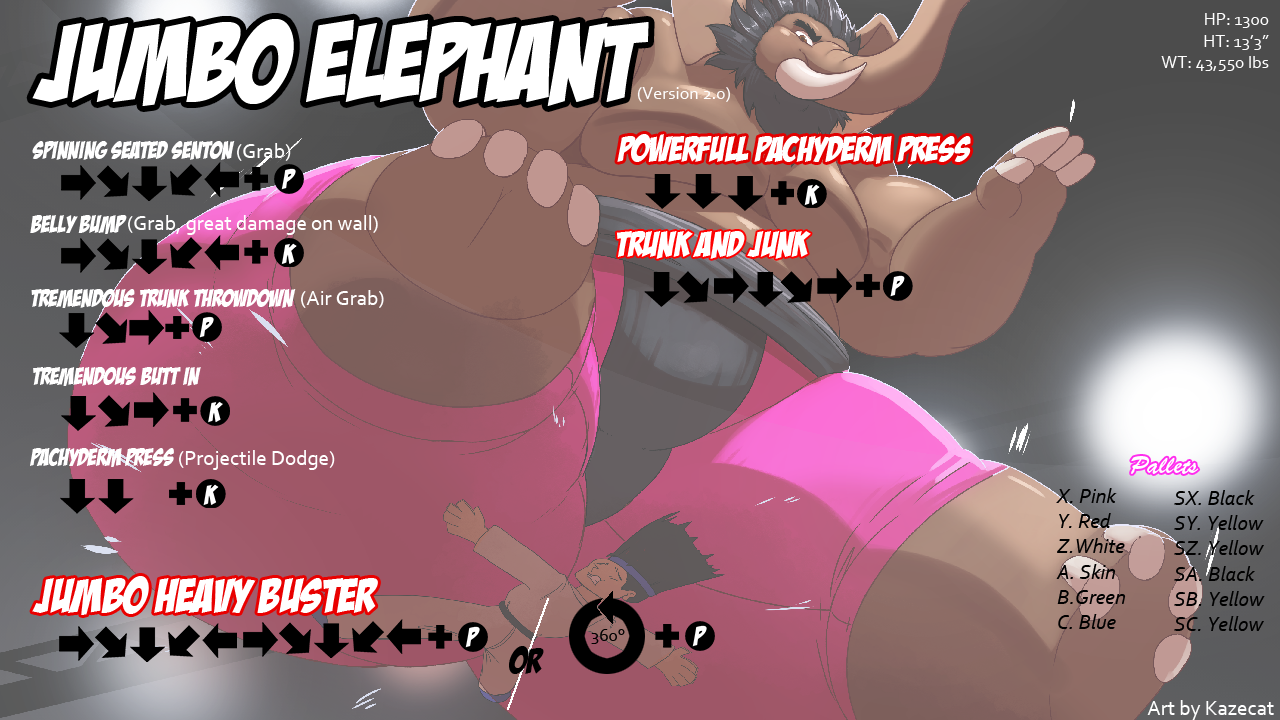 JUMBO ELEPHANT
(Version 2.0)
HP: 1300
HT: 13'3"
WT: 43,550 lbs
SPINNING SEATED SENTON (Grab)
+ P
BELLY BUMP (Grab, great damage on wall)
+ K
TREMENDOUS TRUNK THROWDOWN (Air Grab)
+ P
TREMENDOUS BUTT IN
+ K
PACHYDERM PRESS (Projectile Dodge)
+ K
POWERFULL PACHYDERM PRESS
+ K
TRUNK AND JUNK
+ P
JUMBO HEAVY BUSTER
+ P OR 360° + P
Pallets
X. Pink SX. Black
Y. Red SY. Yellow
Z.White SZ. Yellow
A. Skin SA. Black
B.Green SB. Yellow
C. Blue SC. Yellow
Art by Kazecat